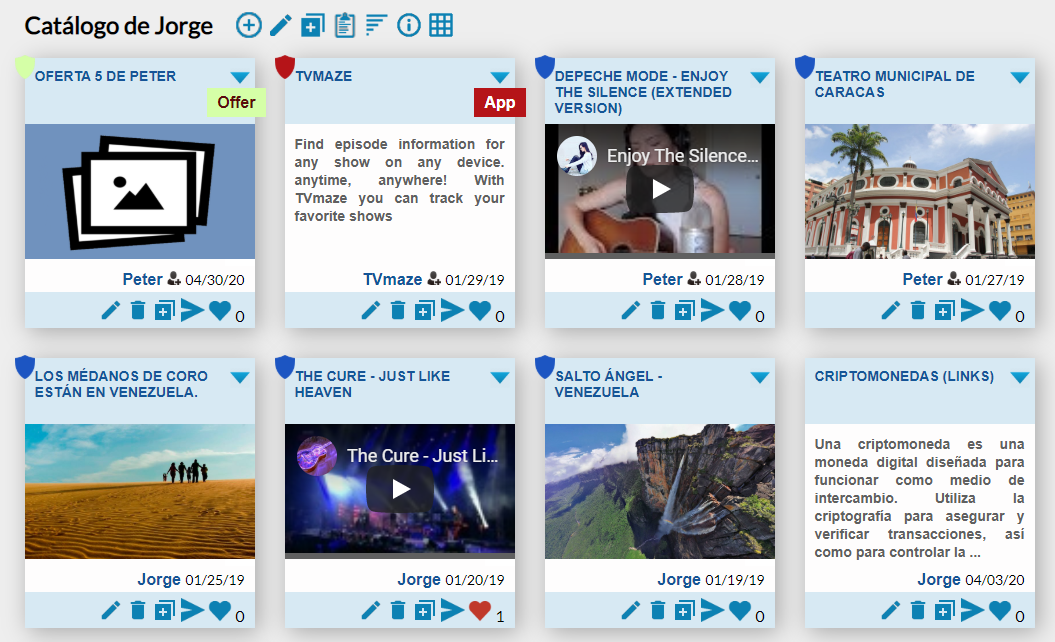 Catálogo de Jorge
OFERTA 5 DE PETER
Offer
Peter 04/30/20
0
TVMAZE
App
Find episode information for
any show on any device.
anytime, anywhere! With
TVmaze you can track your
favorite shows
TVmaze 01/29/19
0
DEPECHE MODE - ENJOY
THE SILENCE (EXTENDED
VERSION)
Enjoy The Silence...
Peter 01/28/19
0
TEATRO MUNICIPAL DE
CARACAS
Peter 01/27/19
0
LOS MÉDANOS DE CORO
ESTÁN EN VENEZUELA.
Jorge 01/25/19
0
THE CURE - JUST LIKE
HEAVEN
The Cure - Just Li...
Jorge 01/20/19
1
SALTO ÁNGEL -
VENEZUELA
Jorge 01/19/19
0
CRIPTOMONEDAS (LINKS)
Una criptomoneda es una
moneda digital diseñada para
funcionar como medio de
intercambio. Utiliza la
criptografía para asegurar y
verificar transacciones, así
como para controlar la ...
Jorge 04/03/20
0